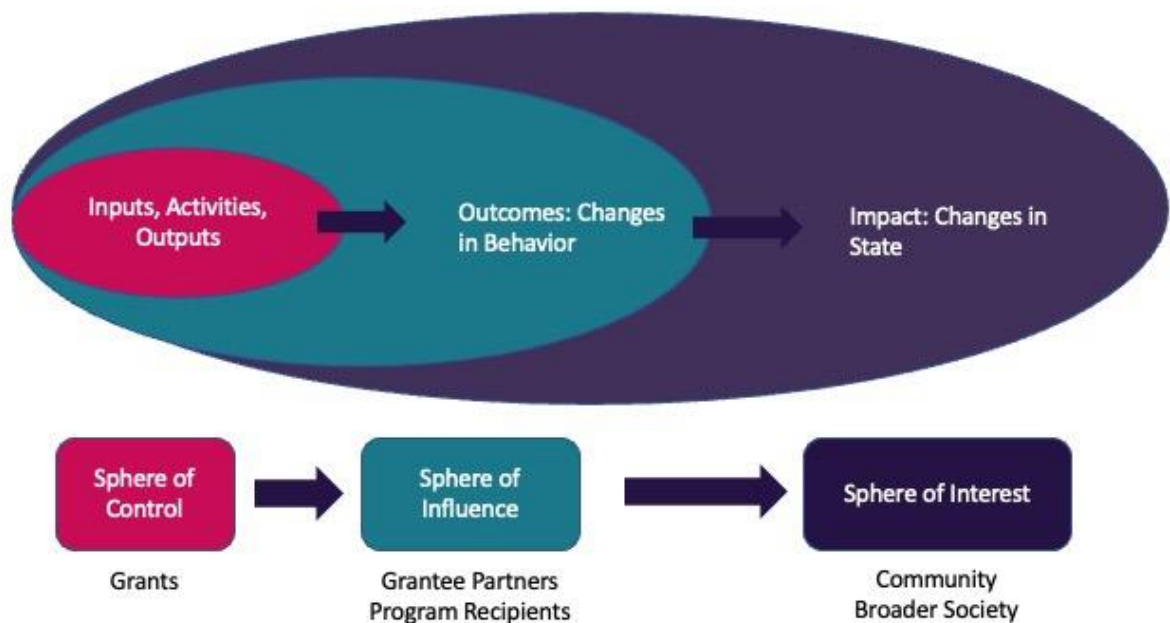 Inputs, Activities,
Outputs
Outcomes: Changes
in Behavior
Impact: Changes in
State
Sphere of
Control
Sphere of
Influence
Sphere of Interest
Grants
Grantee Partners
Program Recipients
Community
Broader Society